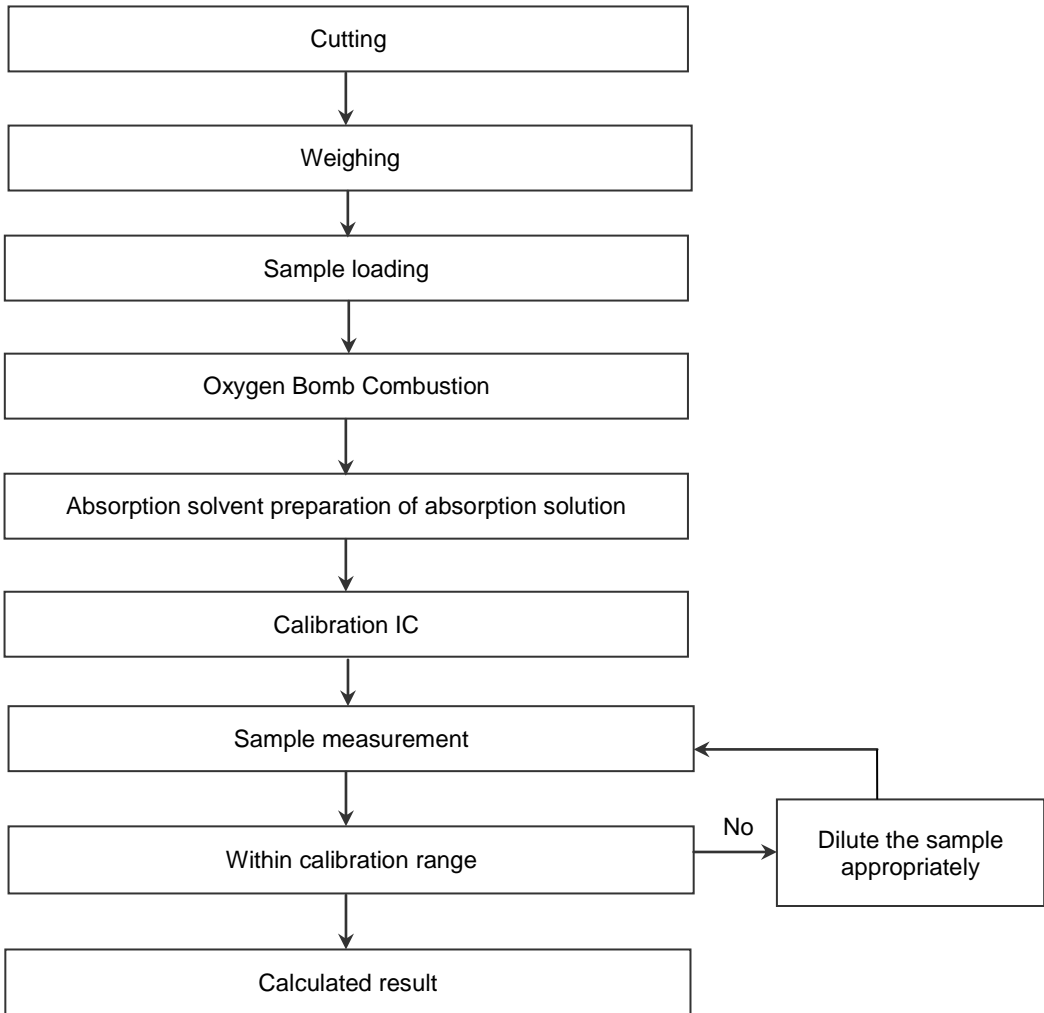 Cutting
Weighing
Sample loading
Oxygen Bomb Combustion
Absorption solvent preparation of absorption solution
Calibration IC
Sample measurement
Within calibration range
No
Dilute the sample
appropriately
Calculated result